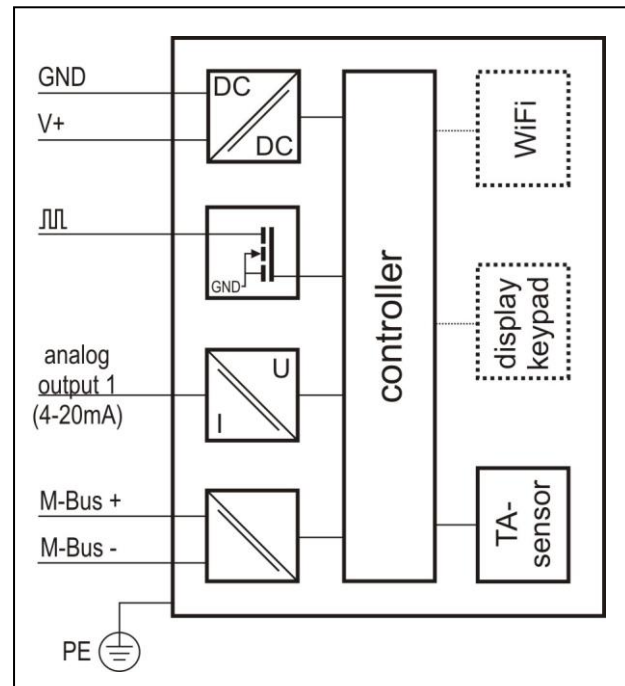 GND
V+
DC
DC
GND
analog
output 1
(4-20mA)
U
I
M-Bus +
M-Bus -
PE
controller
WiFi
display
keypad
TA-
sensor